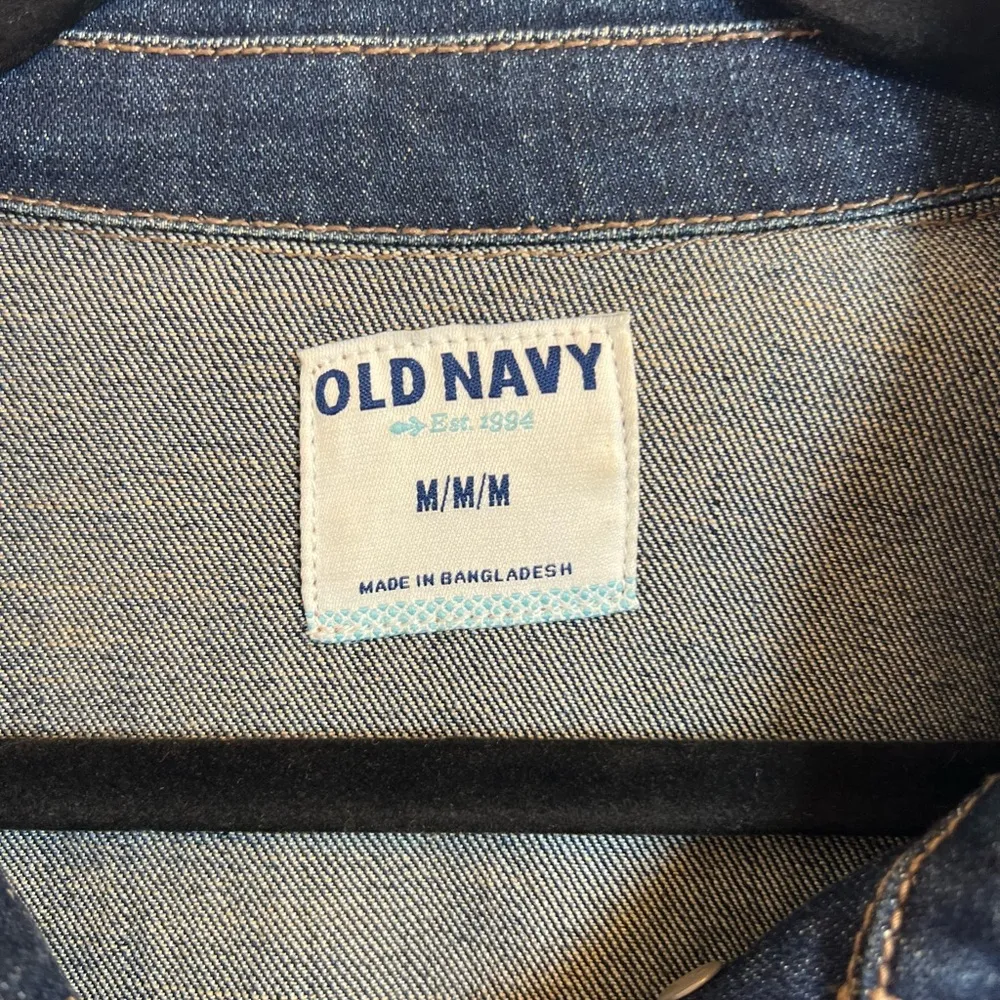 OLD NAVY
Est. 1994
M/M/M
MADE IN BANGLADESH